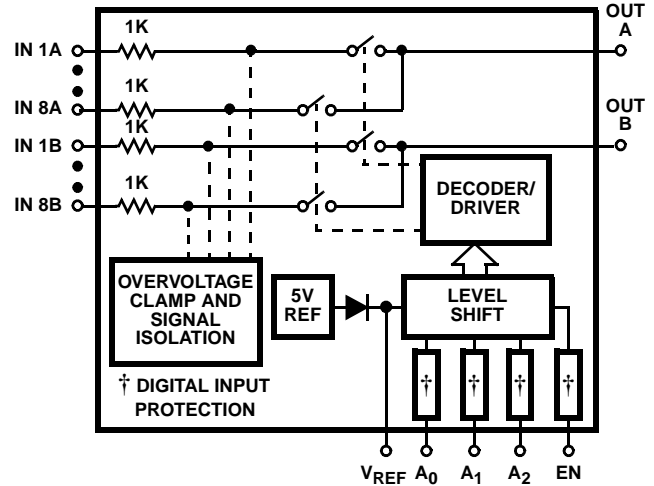 OUT
A
1K
IN 1A
1K
IN 8A
OUT
B
1K
IN 1B
1K
IN 8B
DECODER/
DRIVER
OVERVOLTAGE
CLAMP AND
SIGNAL
ISOLATION
5V
REF
LEVEL
SHIFT
† DIGITAL INPUT
PROTECTION
† † † †
VREF A0 A1 A2 EN